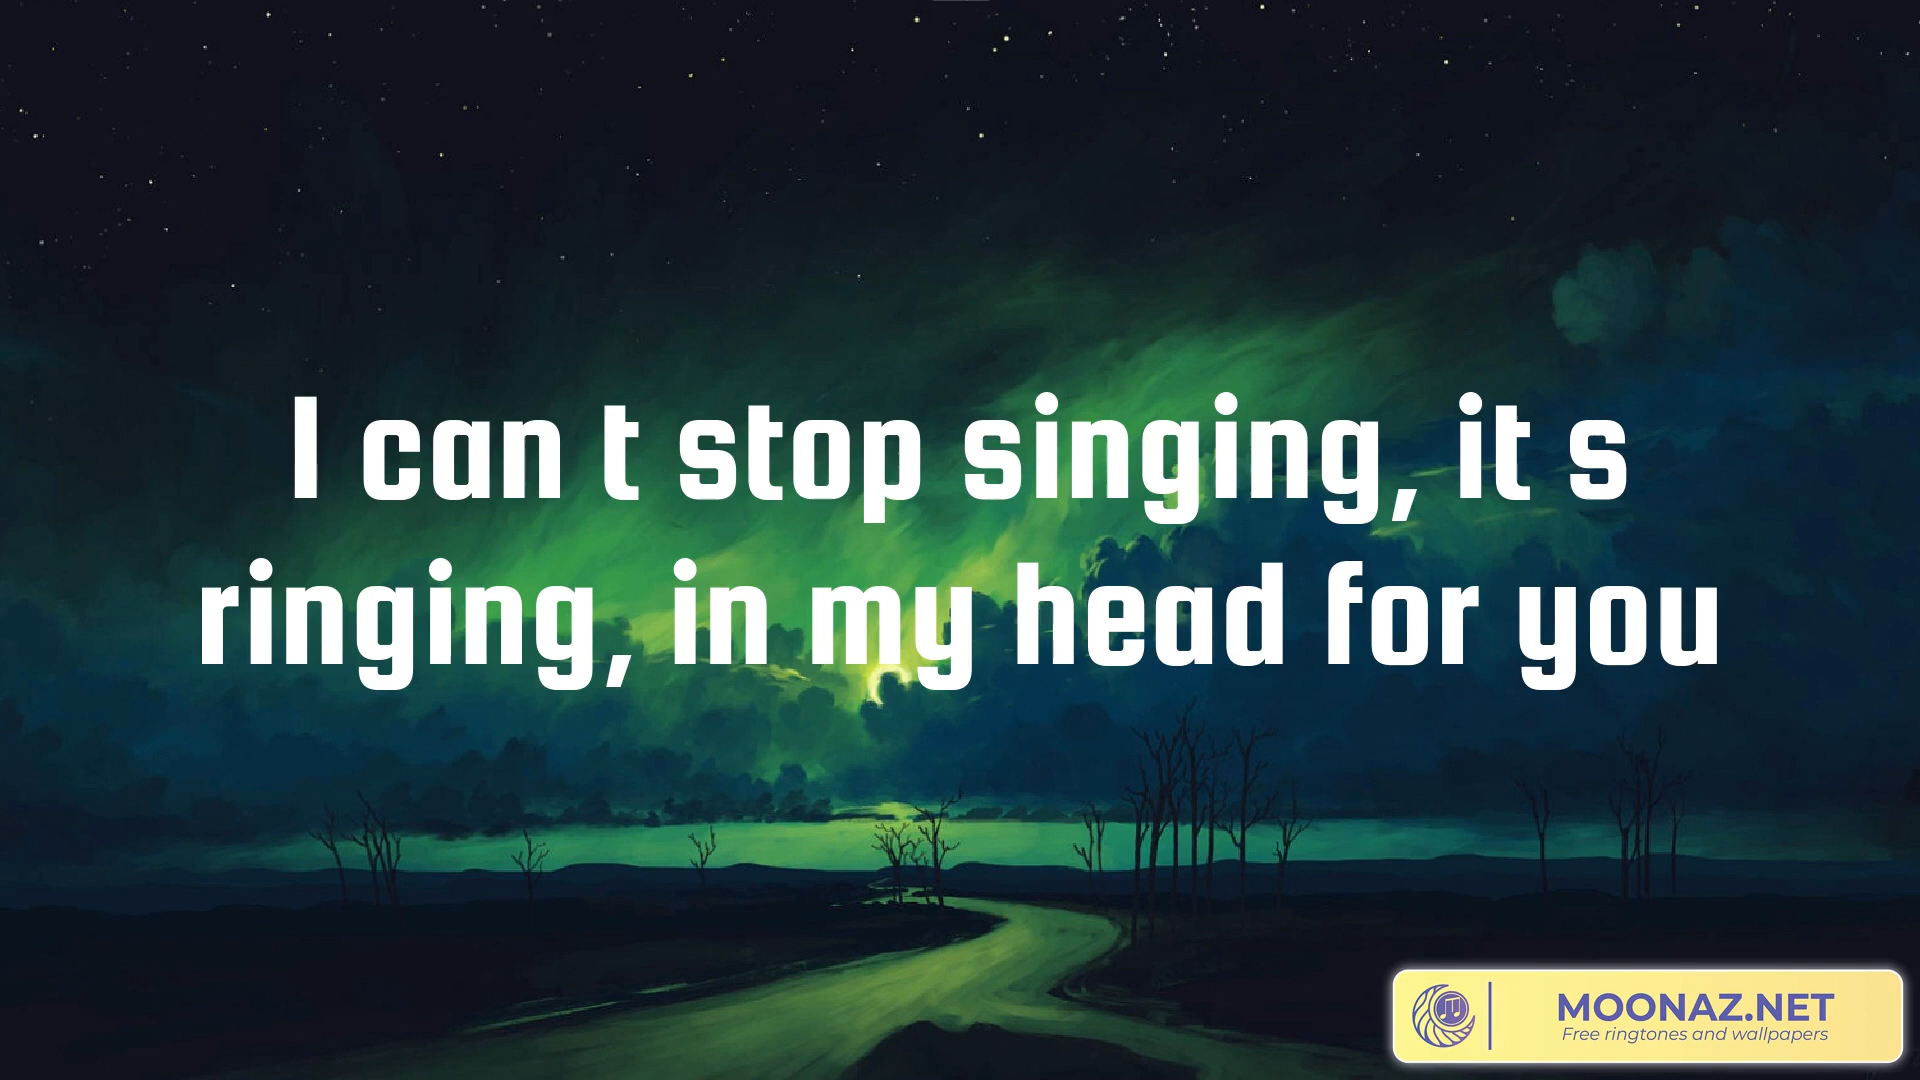 I can t stop singing, it s
ringing, in my head for you
MOONAZ.NET
Free ringtones and wallpapers